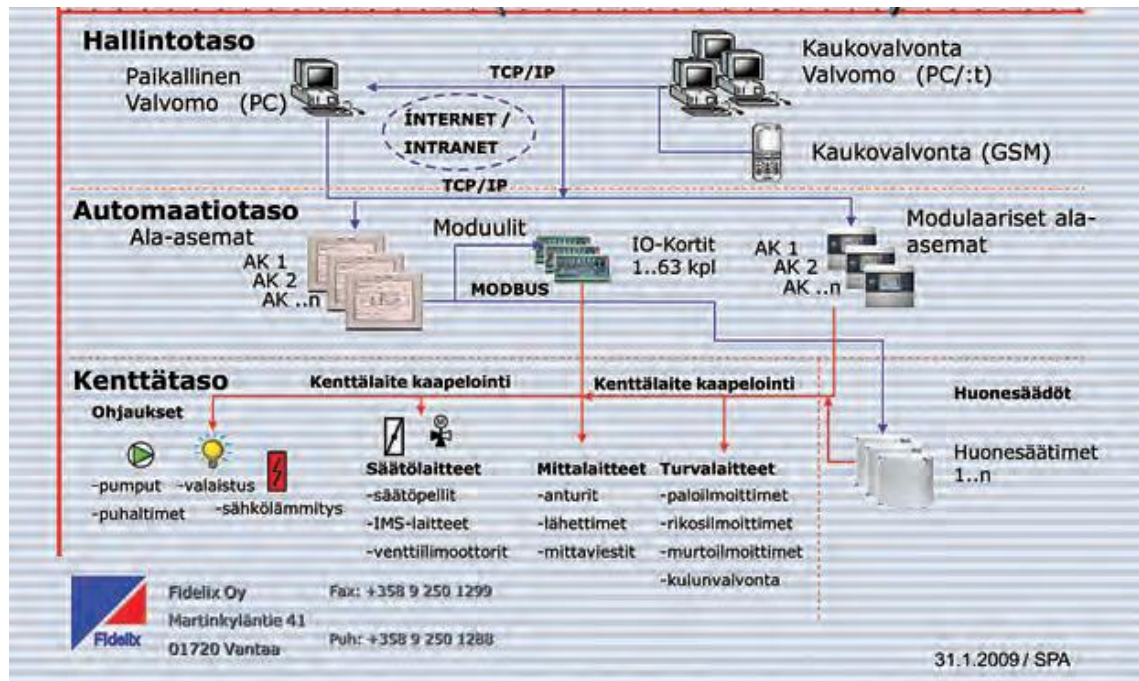 Hallintotaso
Paikallinen
Valvomo (PC)
TCP/IP
Kaukovalvonta
Valvomo (PC/:t)
İNTERNET /
INTRANET
Kaukovalvonta (GSM)
TCP/IP
Automaatiotaso
Ala-asemat
AK 1
AK 2
AK ..n
Moduulit
MODBUS
IO-Kortit
1..63 kpl
AK 1
AK 2
AK ..n
Modulaariset ala-
asemat
Kenttätaso
Kenttälaite kaapelointi
Kenttälaite kaapelointi
Huonesäädöt
Ohjaukset
-pumput
-puhaltimet
-valaistus
-sähkölämmitys
Säätölaitteet
-säätöpellit
-IMS-laitteet
-venttiilimoottorit
Mittalaitteet
-anturit
-lähettimet
-mittaviestit
Turvalaitteet
-paloilmoittimet
-rikosilmoittimet
-murtoilmoittimet
-kulunvalvonta
Huonesäätimet
1..n
Fidelix
Fidelix Oy
Martinkyläntie 41
01720 Vantaa
Fax: +358 9 250 1299
Puh: +358 9 250 1288
31.1.2009 / SPA